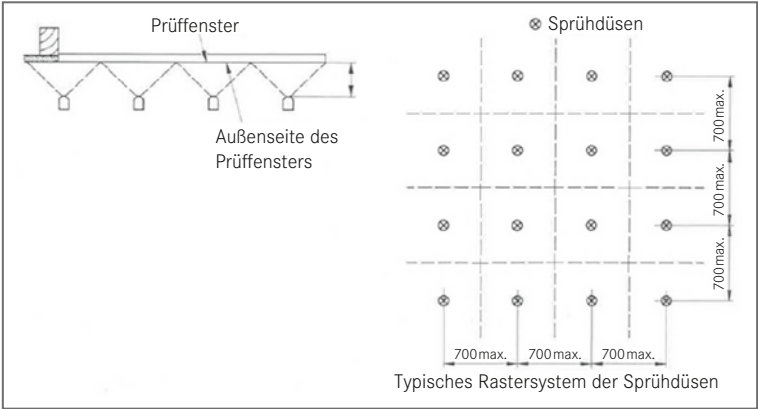 Prüffenster
Außenseite des
Prüffensters
⊗ Sprühdüsen
700 max.
700 max.
700 max.
700 max.
700 max.
700 max.
Typisches Rastersystem der Sprühdüsen